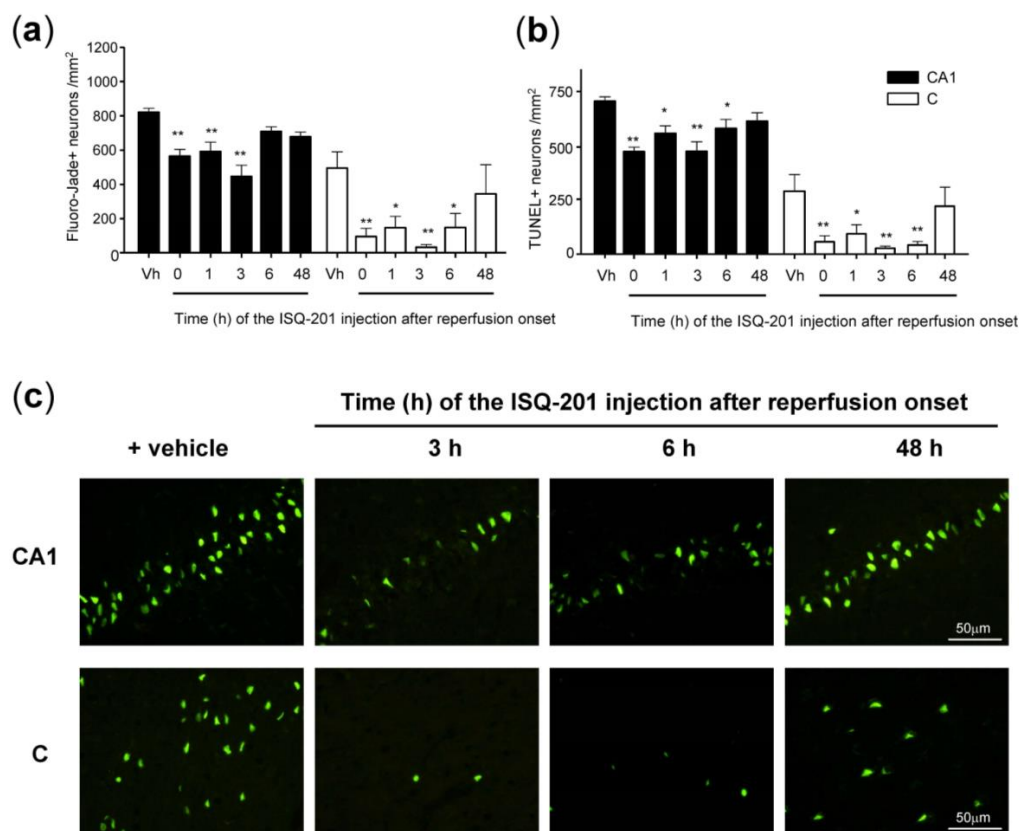 (a)
Fluoro-Jade+ neurons /mm²
1200
1000
800
600
400
200
0
** ** ** ** * ** *
Vh 0 1 3 6 48 Vh 0 1 3 6 48
Time (h) of the ISQ-201 injection after reperfusion onset
(b)
TUNEL+ neurons /mm²
750
500
250
0
CA1
C
** * ** * ** * ** **
Vh 0 1 3 6 48 Vh 0 1 3 6 48
Time (h) of the ISQ-201 injection after reperfusion onset
(c)
Time (h) of the ISQ-201 injection after reperfusion onset
+ vehicle 3 h 6 h 48 h
CA1
50µm
C
50µm